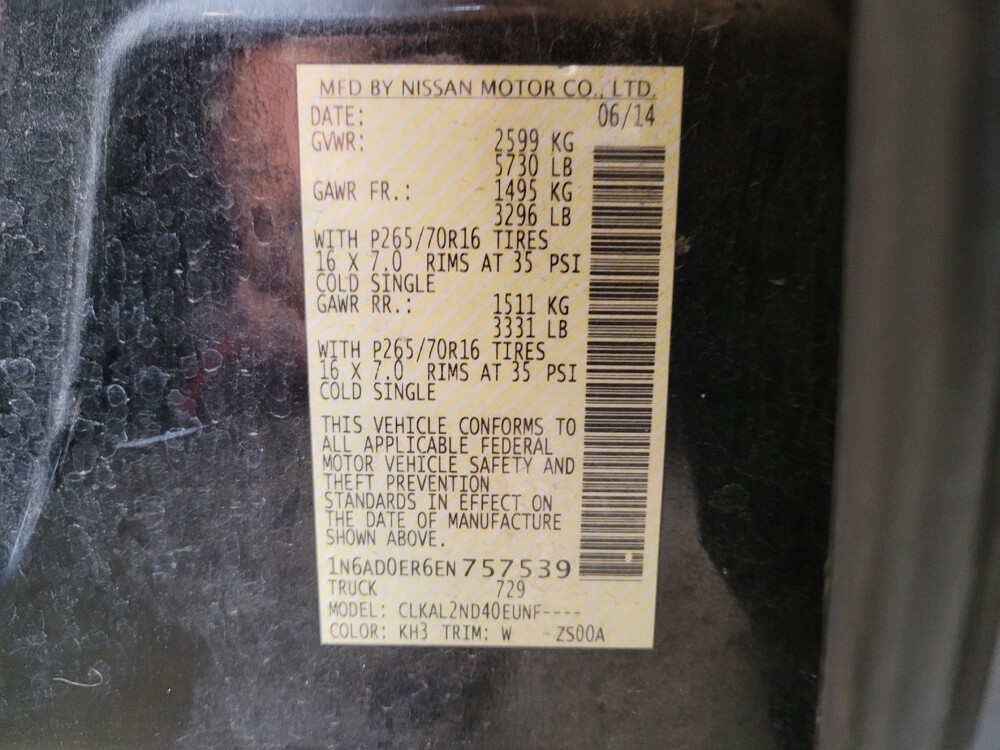 MFD BY NISSAN MOTOR CO., LTD.
DATE: 06/14
GVWR: 2599 KG
5730 LB
GAWR FR.: 1495 KG
3296 LB
WITH P265/70R16 TIRES
16 X 7.0 RIMS AT 35 PSI
COLD SINGLE
GAWR RR.: 1511 KG
3331 LB
WITH P265/70R16 TIRES
16 X 7.0 RIMS AT 35 PSI
COLD SINGLE
THIS VEHICLE CONFORMS TO
ALL APPLICABLE FEDERAL
MOTOR VEHICLE SAFETY AND
THEFT PREVENTION
STANDARDS IN EFFECT ON
THE DATE OF MANUFACTURE
SHOWN ABOVE.
1N6AD0ER6EN757539
TRUCK 729
MODEL: CLKAL2ND40EUNF----
COLOR: KH3 TRIM: W -ZS00A